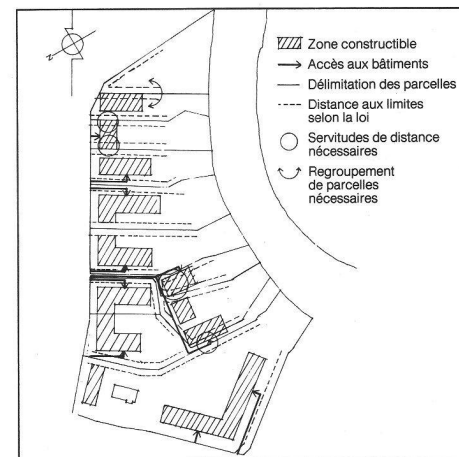 Zone constructible
Accès aux bâtiments
Délimitation des parcelles
Distance aux limites
selon la loi
Servitudes de distance
nécessaires
Regroupement
de parcelles
nécessaires